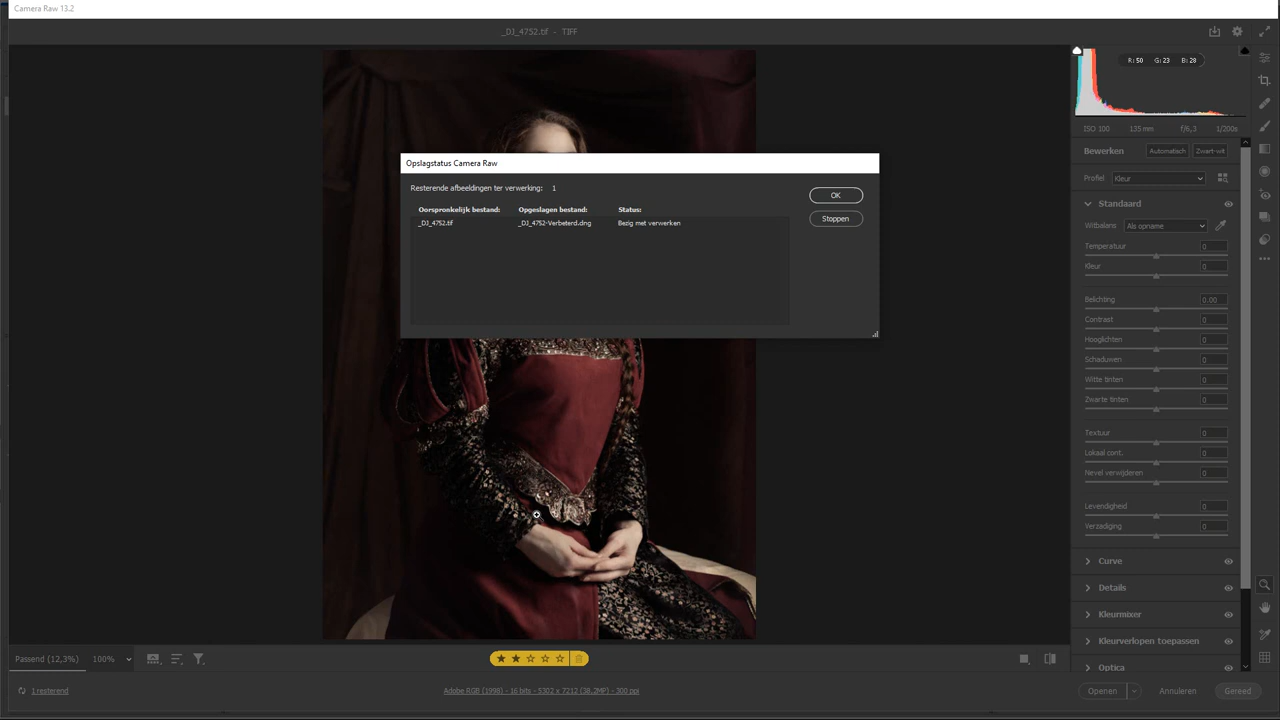 Camera Raw 13.2
_DJ_4752.tif - TIFF
R: 50 G: 23 B: 28
ISO 100 135 mm f/6,3 1/200s
Bewerken Automatisch Zwart-wit
Profiel: Kleur
Standaard
Witbalans: Als opname
Temperatuur 0
Kleur 0
Belichting 0.00
Contrast 0
Hooglichten 0
Schaduwen 0
Witte tinten 0
Zwarte tinten 0
Textuur 0
Lokaal cont. 0
Nevel verwijderen 0
Levendigheid 0
Verzadiging 0
Curve
Details
Kleurmixer
Kleurverlopen toepassen
Optica
Opslagstatus Camera Raw
Resterende afbeeldingen ter verwerking: 1
Oorspronkelijk bestand: Opgeslagen bestand: Status:
_DJ_4752.tif _DJ_4752-Verbeterd.dng Bezig met verwerken
OK
Stoppen
Passend (12,3%) 100%
1 resterend
Adobe RGB (1998) - 16 bits - 5302 x 7212 (38.2MP) - 300 ppi
Openen Annuleren Gereed